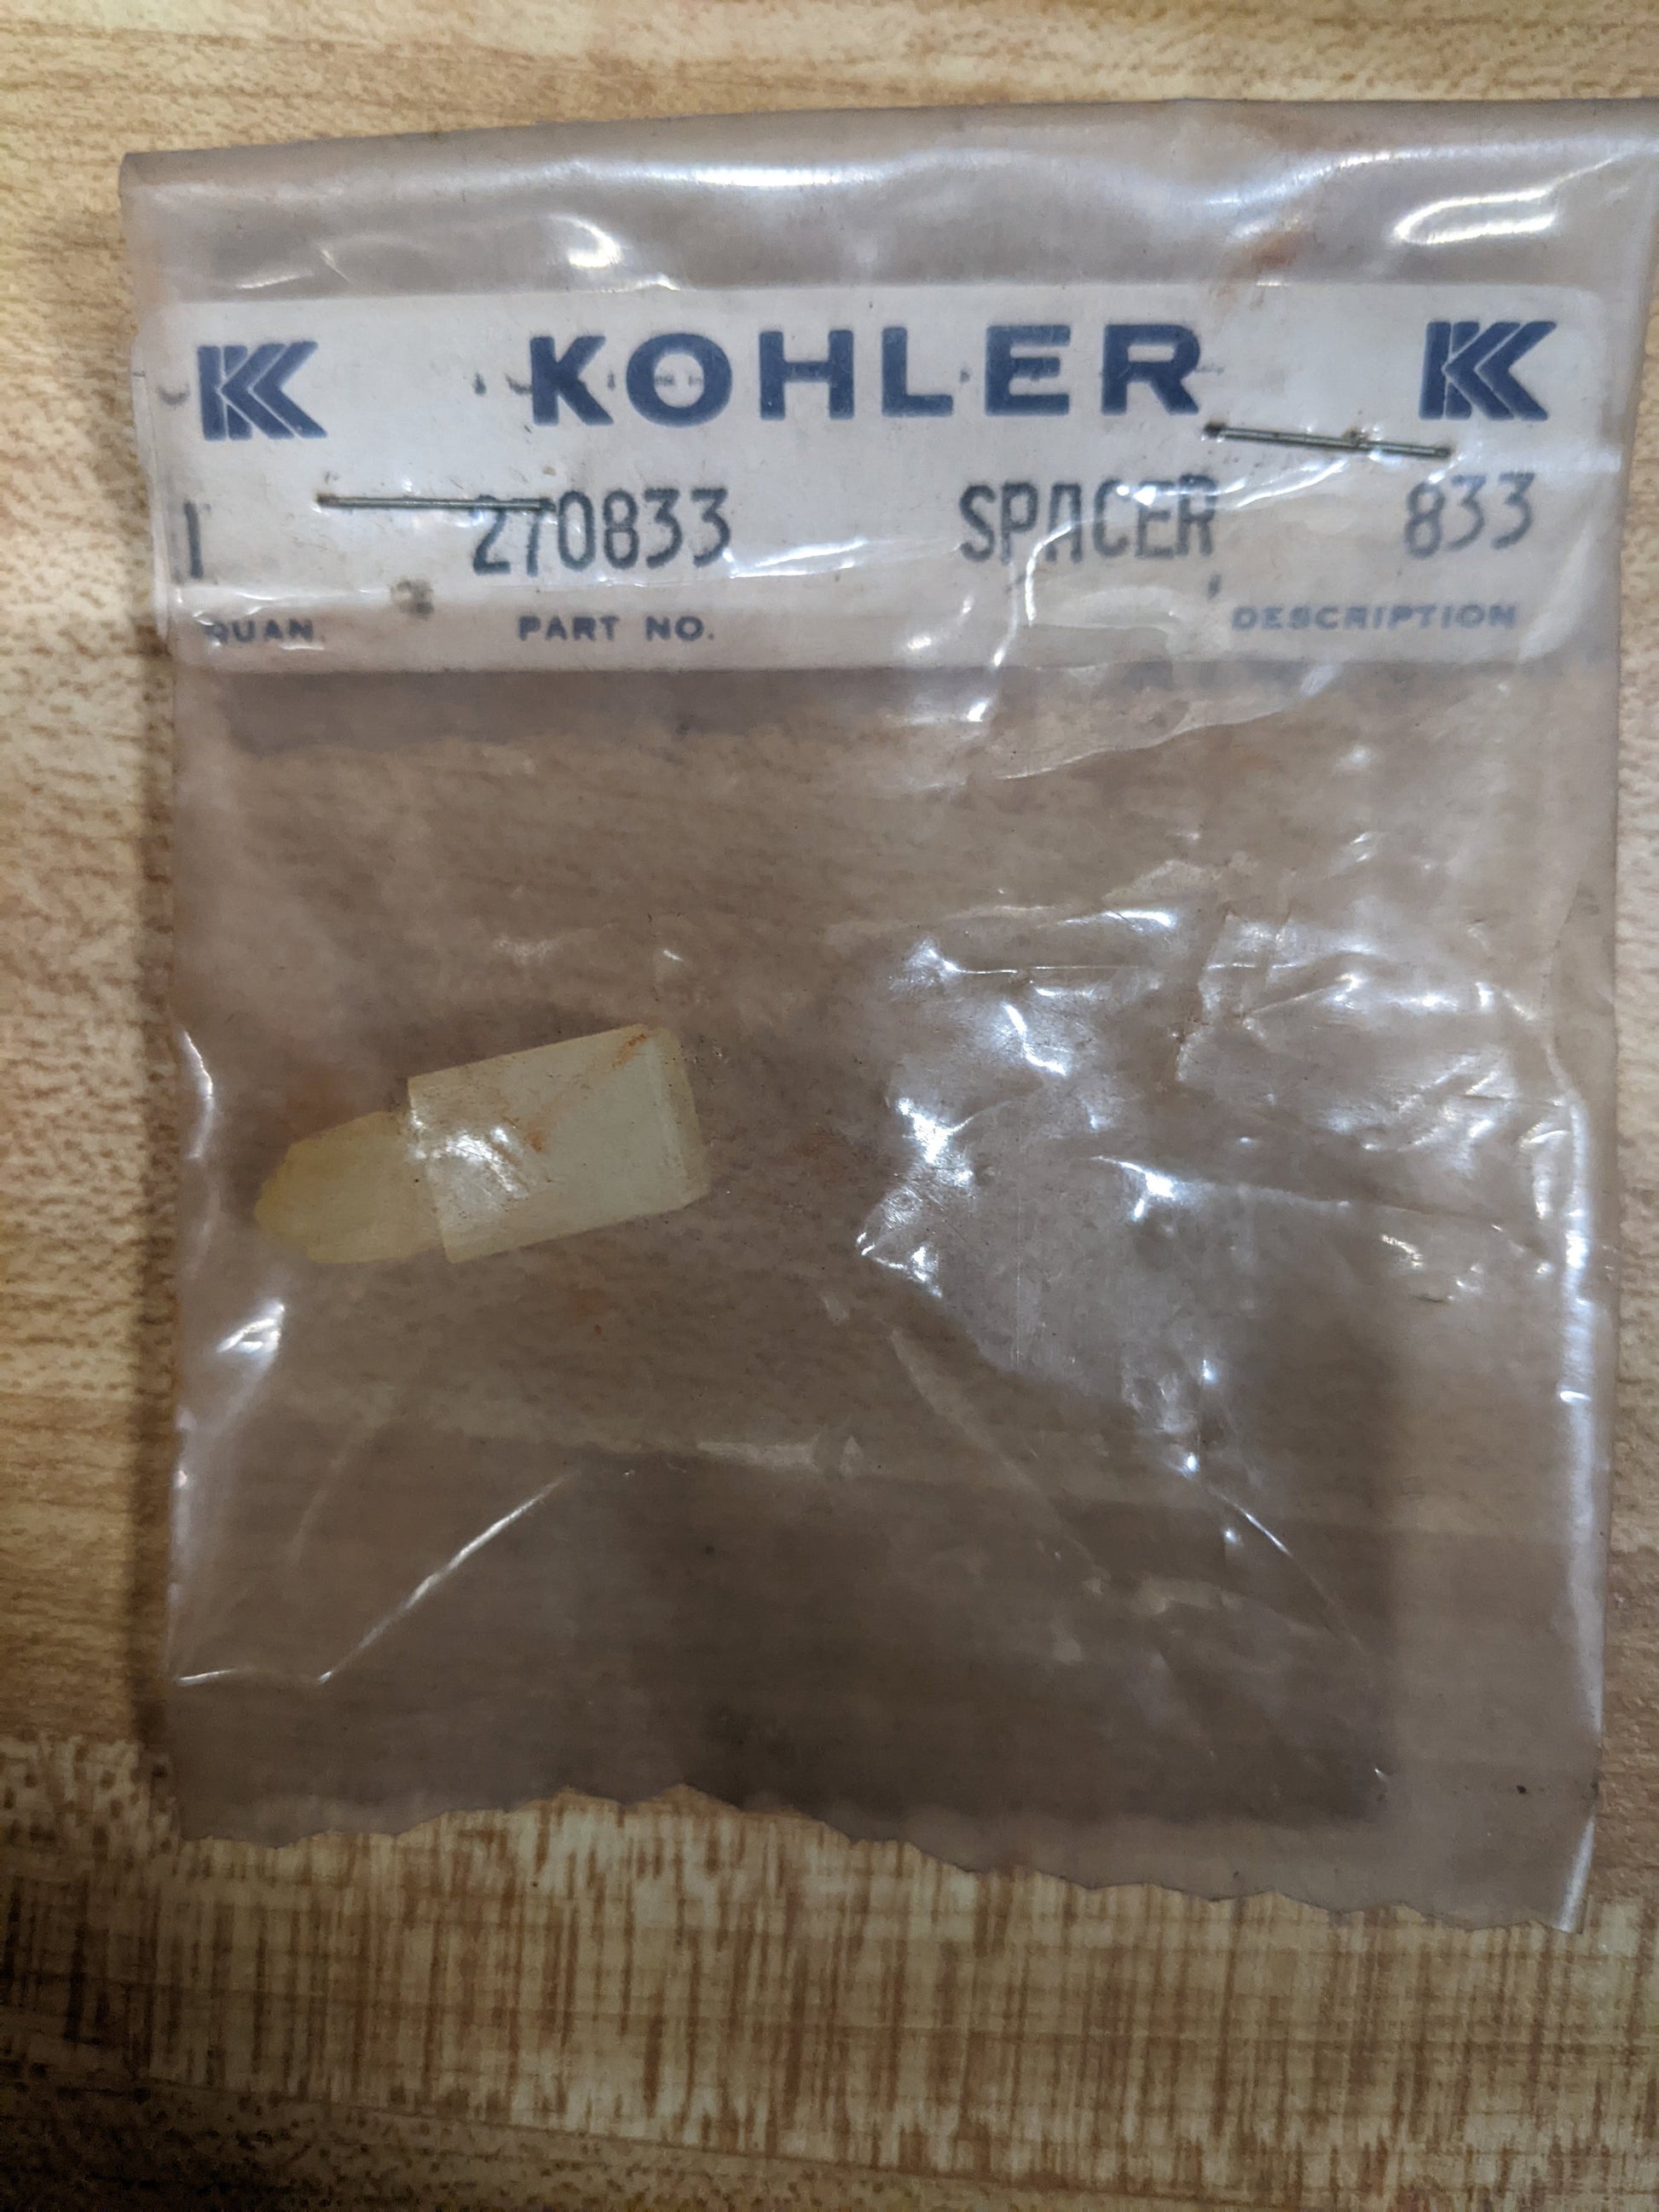 K KOHLER K
1 270833 SPACER 833
QUAN. PART NO. DESCRIPTION